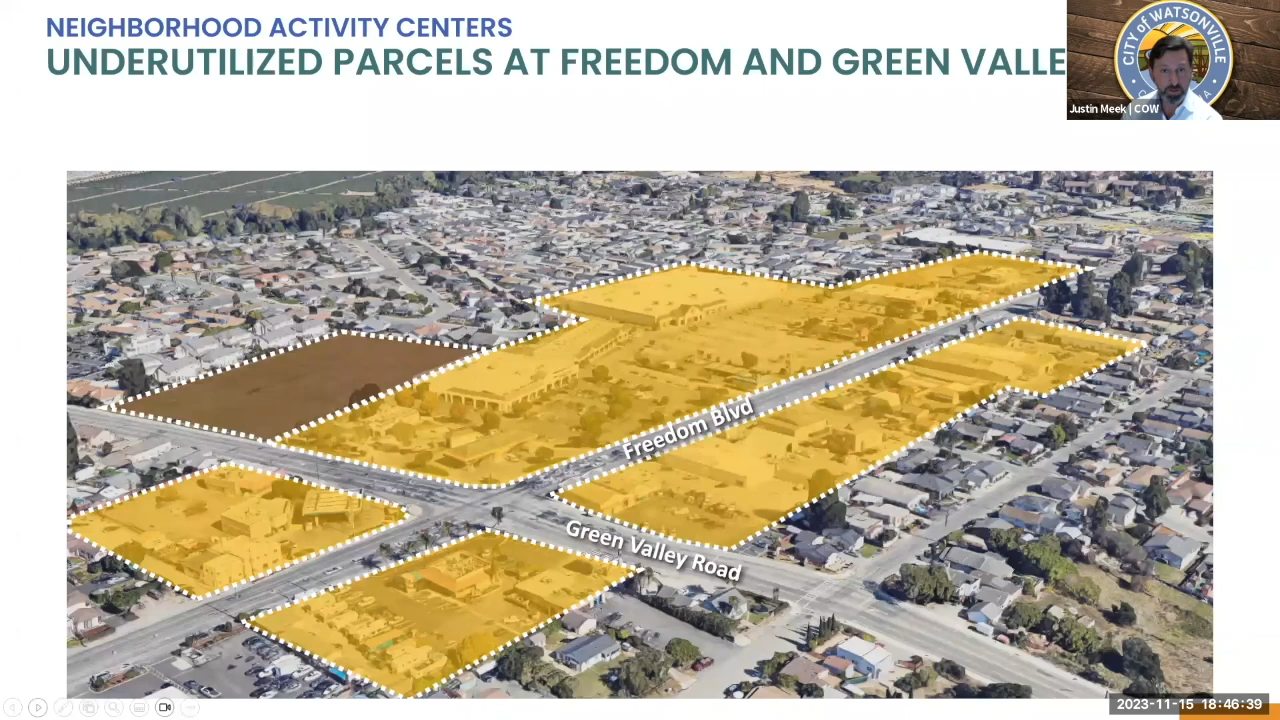 NEIGHBORHOOD ACTIVITY CENTERS
UNDERUTILIZED PARCELS AT FREEDOM AND GREEN VALLE
CITY of WATSONVILLE
Justin Meek | COW
Freedom Blvd
Green Valley Road
2023-11-15 18:46:39